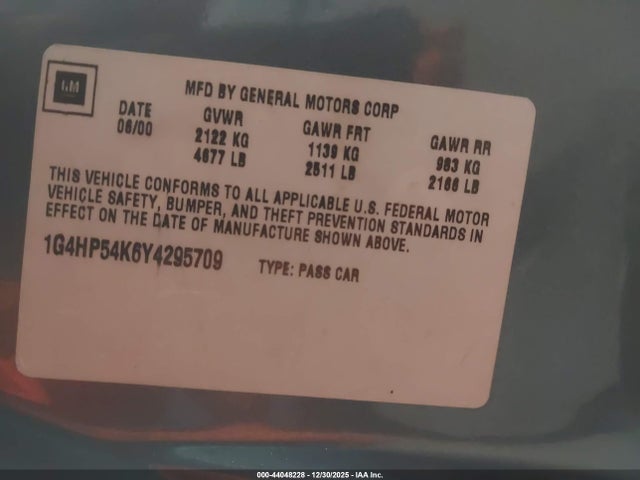 GM
MFD BY GENERAL MOTORS CORP
DATE GVWR GAWR FRT GAWR RR
06/00 2122 KG 1139 KG 983 KG
4677 LB 2511 LB 2166 LB
THIS VEHICLE CONFORMS TO ALL APPLICABLE U.S. FEDERAL MOTOR
VEHICLE SAFETY, BUMPER, AND THEFT PREVENTION STANDARDS IN
EFFECT ON THE DATE OF MANUFACTURE SHOWN ABOVE.
1G4HP54K6Y4295709 TYPE: PASS CAR
000-44048228 - 12/30/2025 - IAA Inc.